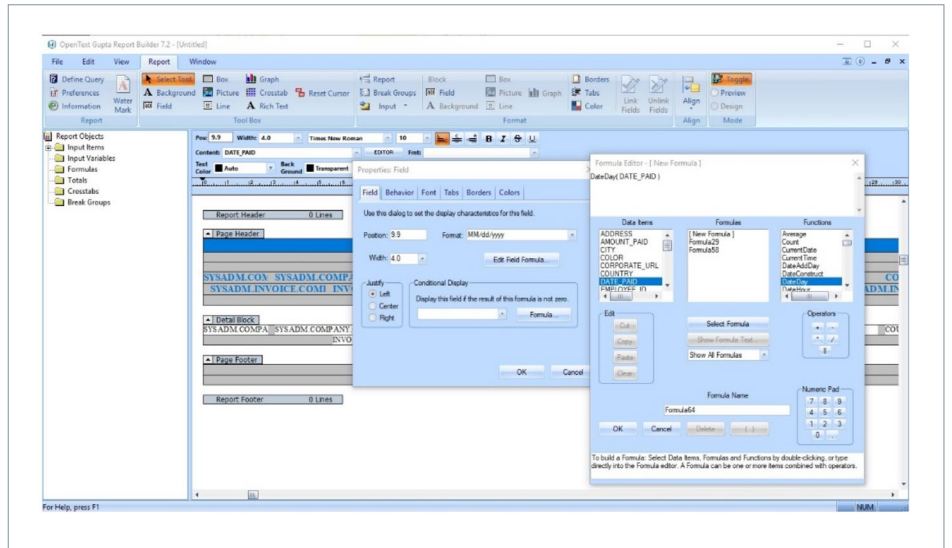 OpenText Gupta Report Builder 7.2 - [Untitled]
File Edit View Report Window
Define Query
Preferences
Information
Water Mark
Report
Select Tool
Background
Field
Box
Picture
Line
Graph
Crosstab
Rich Text
Reset Cursor
Tool Box
Report
Break Groups
Input
Block
Field
Background
Box
Picture
Line
Graph
Format
Borders
Tabs
Color
Link Fields
Unlink Fields
Align
Align
Toggle
Preview
Design
Mode
Report Objects
Input Items
Input Variables
Formulas
Totals
Crosstabs
Break Groups
Pos: 9.9 Width: 4.0 Times New Roman 10 B I S U
Contents: DATE_PAID EDITOR Fmt:
Text Color Auto Back Ground Transparent
Report Header 0 Lines
Page Header
SYSADM.COM SYSADM.COMPA
SYSADM.INVOICE.COMI INV
Detail Block
SYSADM.COMPA SYSADM.COMPANY.
INVO
Page Footer
Report Footer 0 Lines
Properties: Field
Field Behavior Font Tabs Borders Colors
Use this dialog to set the display characteristics for this field.
Position: 9.9 Format: MM/dd/yyyy
Width: 4.0 Edit Field Formula...
Justify
Left
Center
Right
Conditional Display
Display this field if the result of this formula is not zero.
Formula...
OK Cancel
Formula Editor - [ New Formula ]
DateDay( DATE_PAID )
Data Items Formulas Functions
ADDRESS
AMOUNT_PAID
CITY
COLOR
CORPORATE_URL
COUNTRY
DATE_PAID
EMPLOYEE_ID
[ New Formula ]
Formula29
Formula58
Average
Count
CurrentDate
CurrentTime
DateAddDay
DateConstruct
DateDay
DateHour
Edit
Cut
Copy
Paste
Clear
Select Formula
Show Formula Text...
Show All Formulas
Operators
+ -
* /
Formula Name
Formula64
OK Cancel Delete ( )
Numeric Pad
7 8 9
4 5 6
1 2 3
0 .
To build a Formula: Select Data Items, Formulas and Functions by double-clicking, or type
directly into the Formula editor. A Formula can be one or more items combined with operators.
CO
ADM.IN
COU
For Help, press F1
NUM